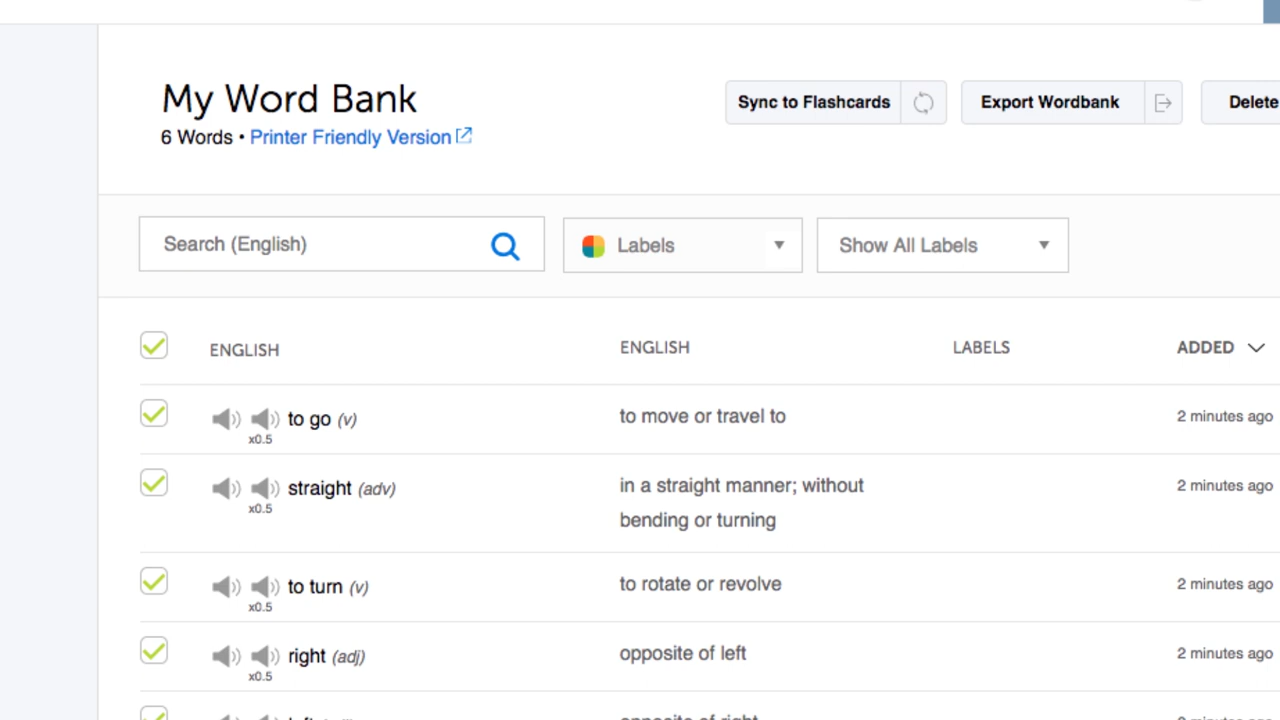 My Word Bank
6 Words • Printer Friendly Version
Sync to Flashcards
Export Wordbank
Delete
Search (English)
Labels
Show All Labels
ENGLISH ENGLISH LABELS ADDED
x0.5 to go (v) to move or travel to 2 minutes ago
x0.5 straight (adv) in a straight manner; without 2 minutes ago
bending or turning
x0.5 to turn (v) to rotate or revolve 2 minutes ago
x0.5 right (adj) opposite of left 2 minutes ago
opposite of right